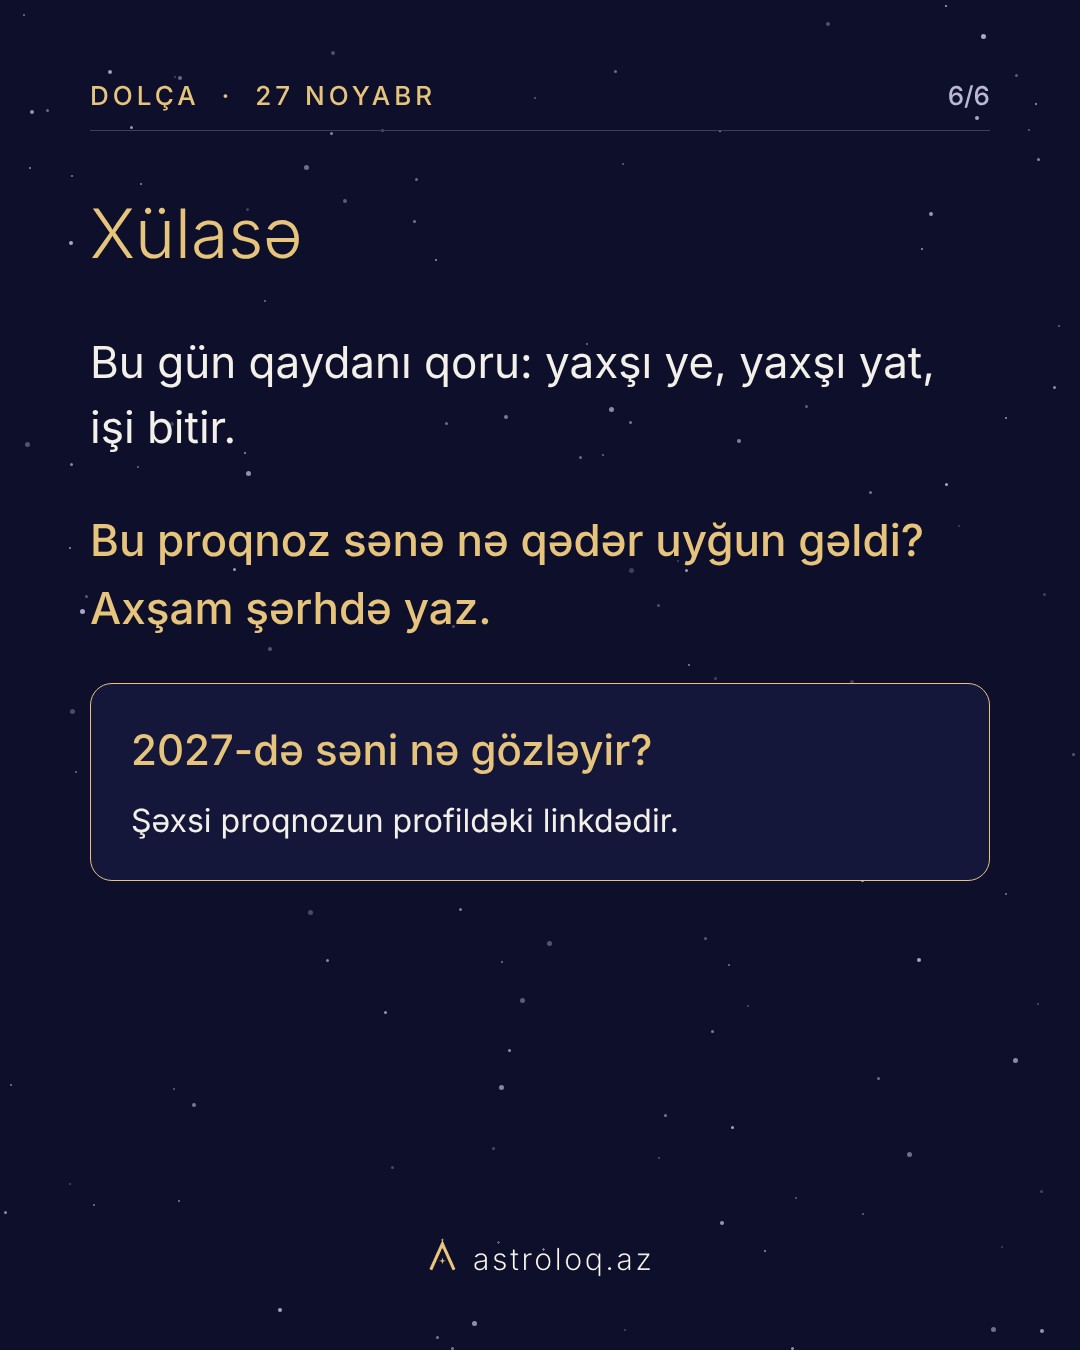 DOLÇA · 27 NOYABR
6/6
Xülasə
Bu gün qaydanı qoru: yaxşı ye, yaxşı yat,
işi bitir.
Bu proqnoz sənə nə qədər uyğun gəldi?
Axşam şərhdə yaz.
2027-də səni nə gözləyir?
Şəxsi proqnozun profildəki linkdədir.
astroloq.az